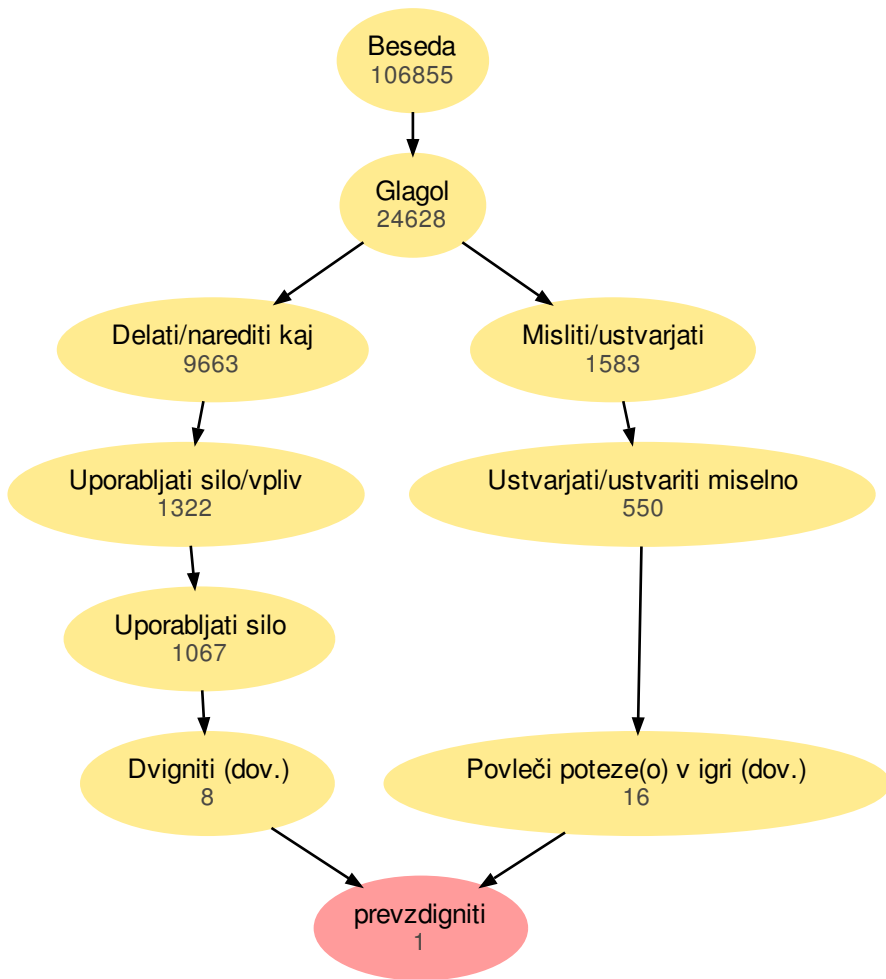 Beseda
106855
Glagol
24628
Delati/narediti kaj
9663
Misliti/ustvarjati
1583
Uporabljati silo/vpliv
1322
Ustvarjati/ustvariti miselno
550
Uporabljati silo
1067
Dvigniti (dov.)
8
Povleči poteze(o) v igri (dov.)
16
prevzdigniti
1